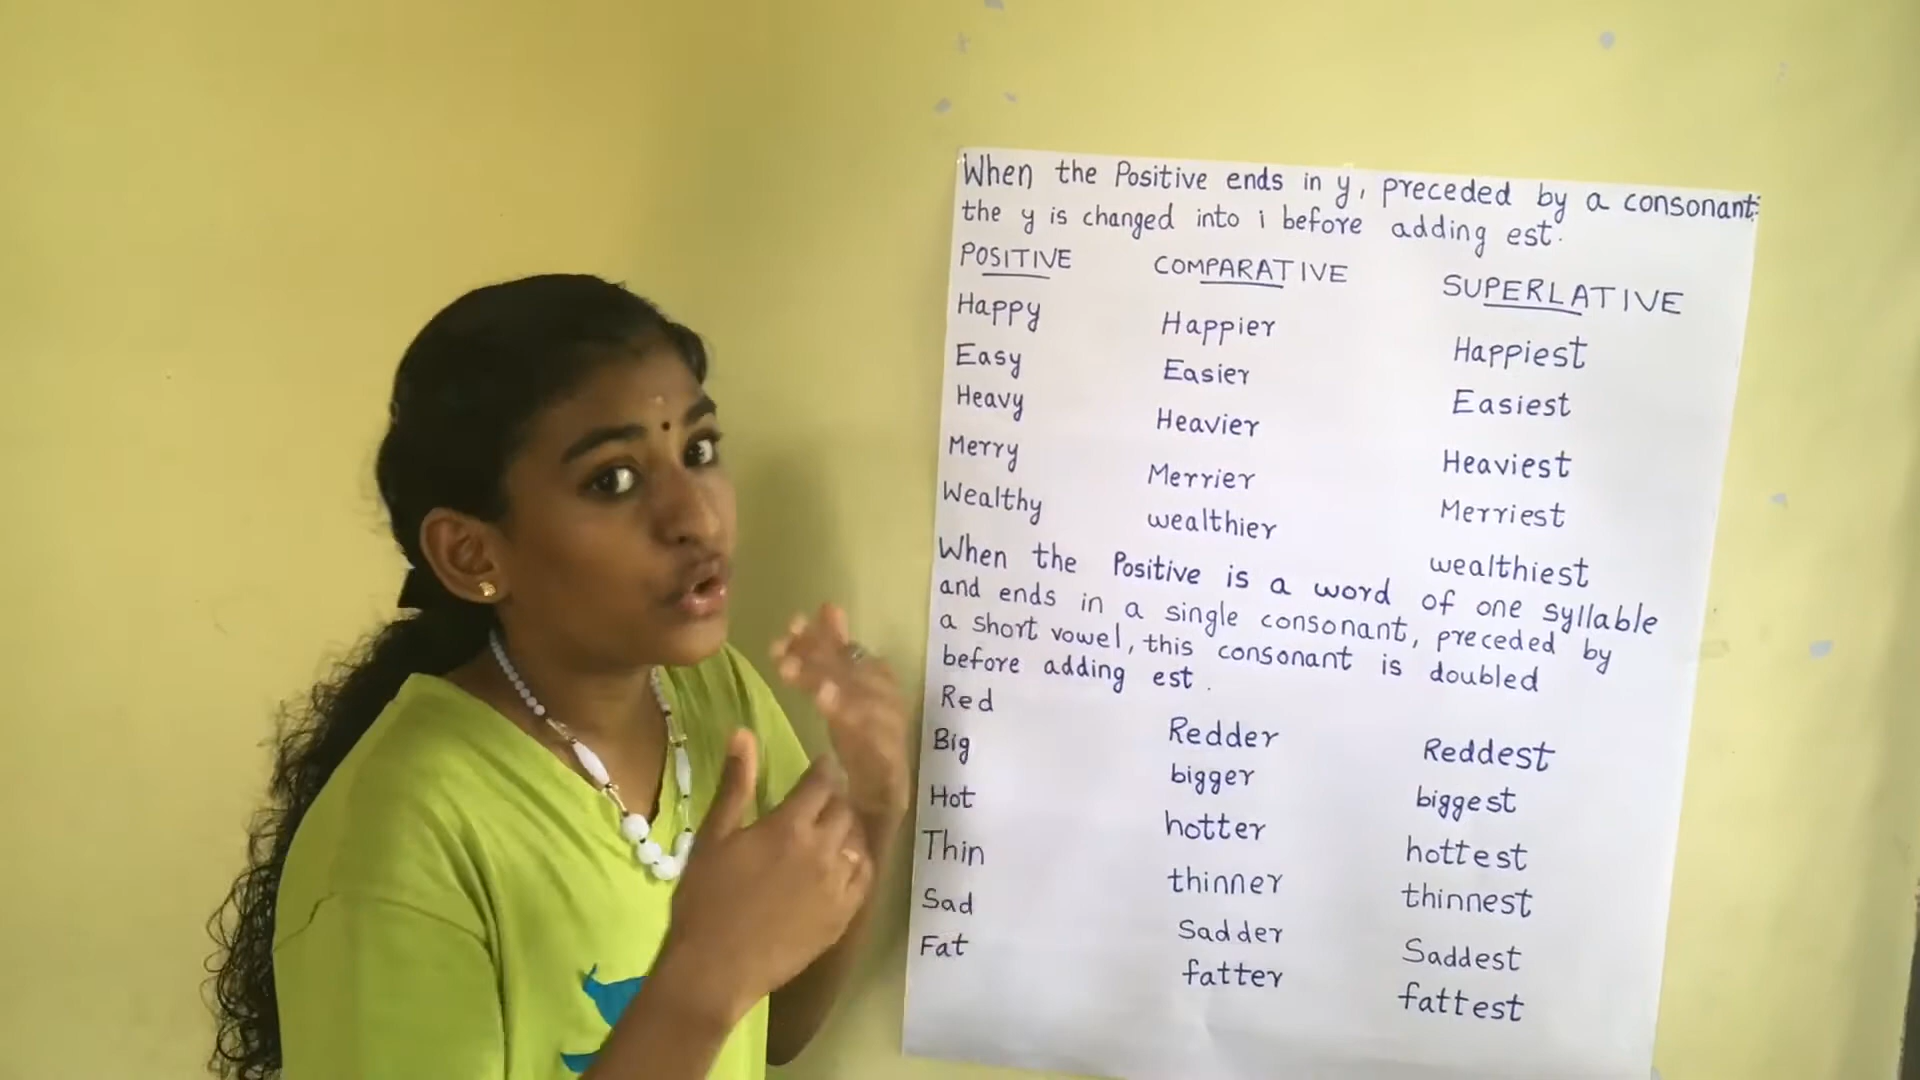 When the Positive ends in y, preceded by a consonant
the y is changed into i before adding est.
POSITIVE COMPARATIVE SUPERLATIVE
Happy Happier Happiest
Easy Easier Easiest
Heavy Heavier Heaviest
Merry Merrier Merriest
Wealthy wealthier wealthiest
When the Positive is a word of one syllable
and ends in a single consonant, preceded by
a short vowel, this consonant is doubled
before adding est.
Red Redder Reddest
Big bigger biggest
Hot hotter hottest
Thin thinner thinnest
Sad Sadder Saddest
Fat fatter fattest